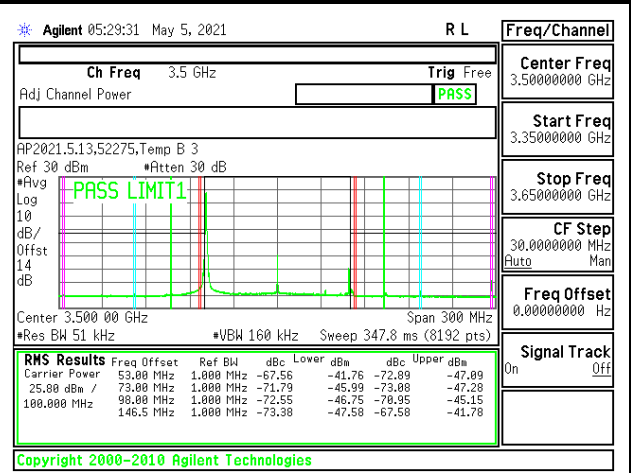 Agilent 05:29:31 May 5, 2021 R L
Freq/Channel
Ch Freq 3.5 GHz Trig Free
Adj Channel Power PASS
AP2021.5.13,52275,Temp B 3
Ref 30 dBm #Atten 30 dB
#Avg
Log
10
dB/
Offst
14
dB
PASS LIMIT1
Center 3.500 00 GHz Span 300 MHz
#Res BW 51 kHz #VBW 160 kHz Sweep 347.8 ms (8192 pts)
RMS Results Freq Offset Ref BW dBc Lower dBm dBc Upper dBm
Carrier Power 53.00 MHz 1.000 MHz -67.56 -41.76 -72.89 -47.09
25.80 dBm / 73.00 MHz 1.000 MHz -71.79 -45.99 -73.08 -47.28
100.000 MHz 98.00 MHz 1.000 MHz -72.55 -46.75 -70.95 -45.15
146.5 MHz 1.000 MHz -73.38 -47.58 -67.58 -41.78
Copyright 2000-2010 Agilent Technologies
Center Freq
3.50000000 GHz
Start Freq
3.35000000 GHz
Stop Freq
3.65000000 GHz
CF Step
30.0000000 MHz
Auto Man
Freq Offset
0.00000000 Hz
Signal Track
On Off